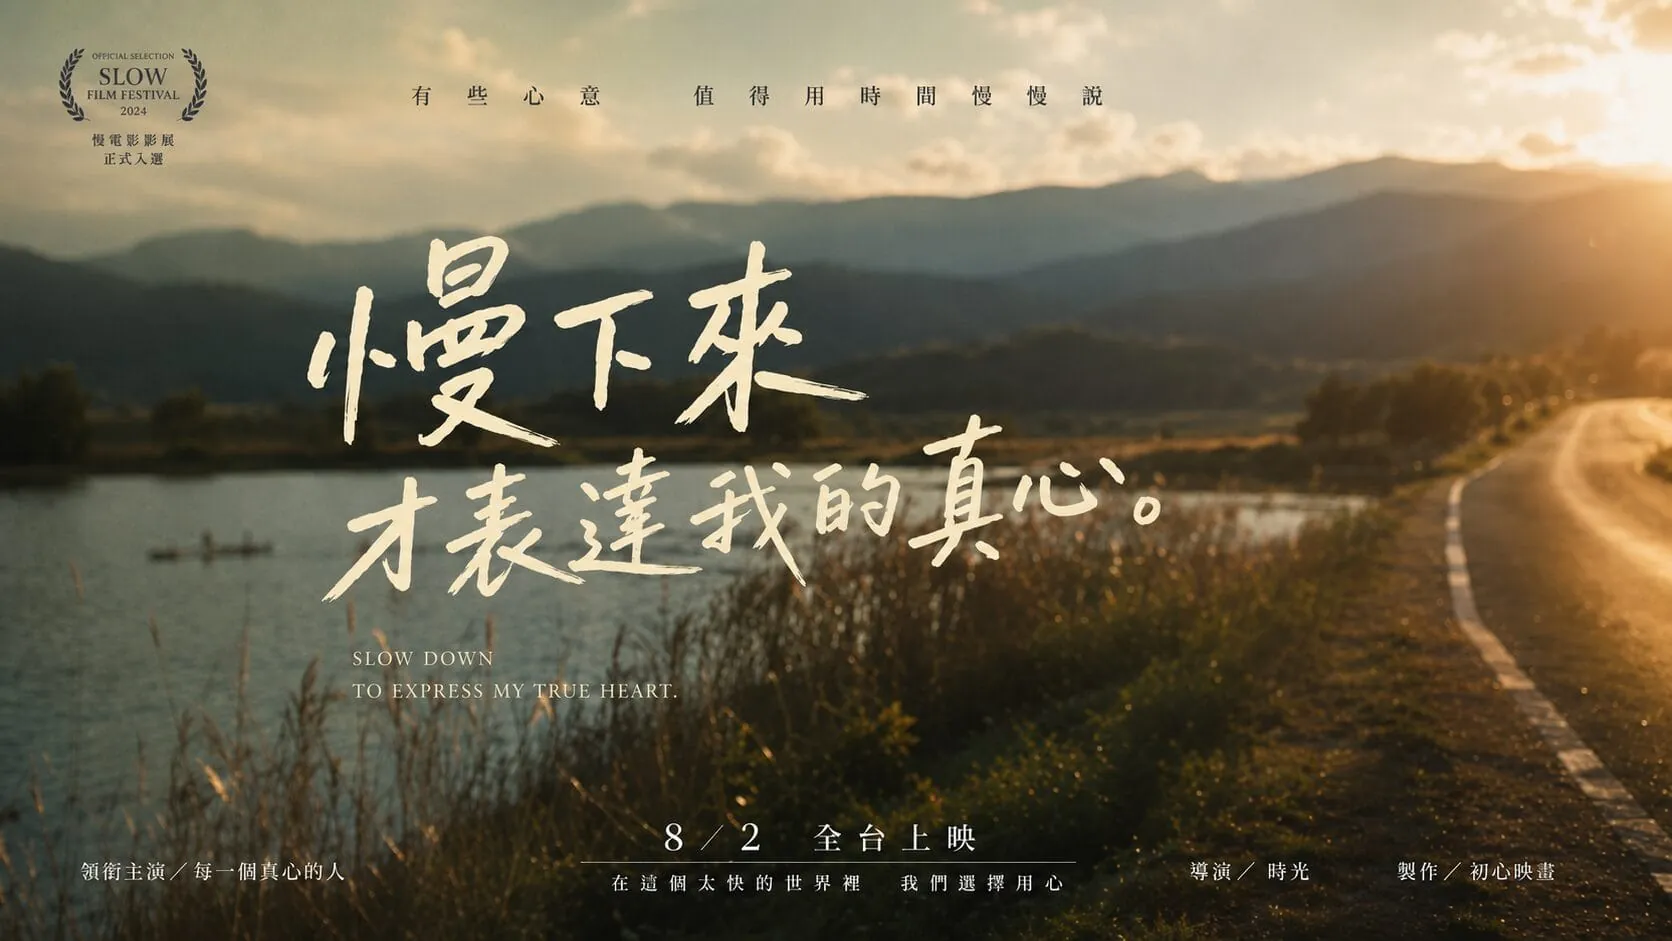 OFFICIAL SELECTION
SLOW
FILM FESTIVAL
2024
慢電影影展
正式入選
有些心意　值得用時間慢慢說
慢下來
才表達我的真心。
SLOW DOWN
TO EXPRESS MY TRUE HEART.
8／2 全台上映
在這個太快的世界裡　我們選擇用心
領銜主演／每一個真心的人
導演／時光
製作／初心映畫